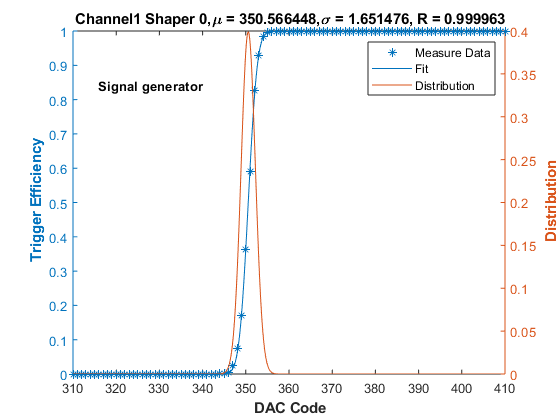 Channel1 Shaper 0, μ = 350.566448, σ = 1.651476, R = 0.999963
Signal generator
Measure Data
Fit
Distribution
Trigger Efficiency
1
0.9
0.8
0.7
0.6
0.5
0.4
0.3
0.2
0.1
0
0.4
0.35
0.3
0.25
0.2
0.15
0.1
0.05
0
Distribution
310 320 330 340 350 360 370 380 390 400 410
DAC Code